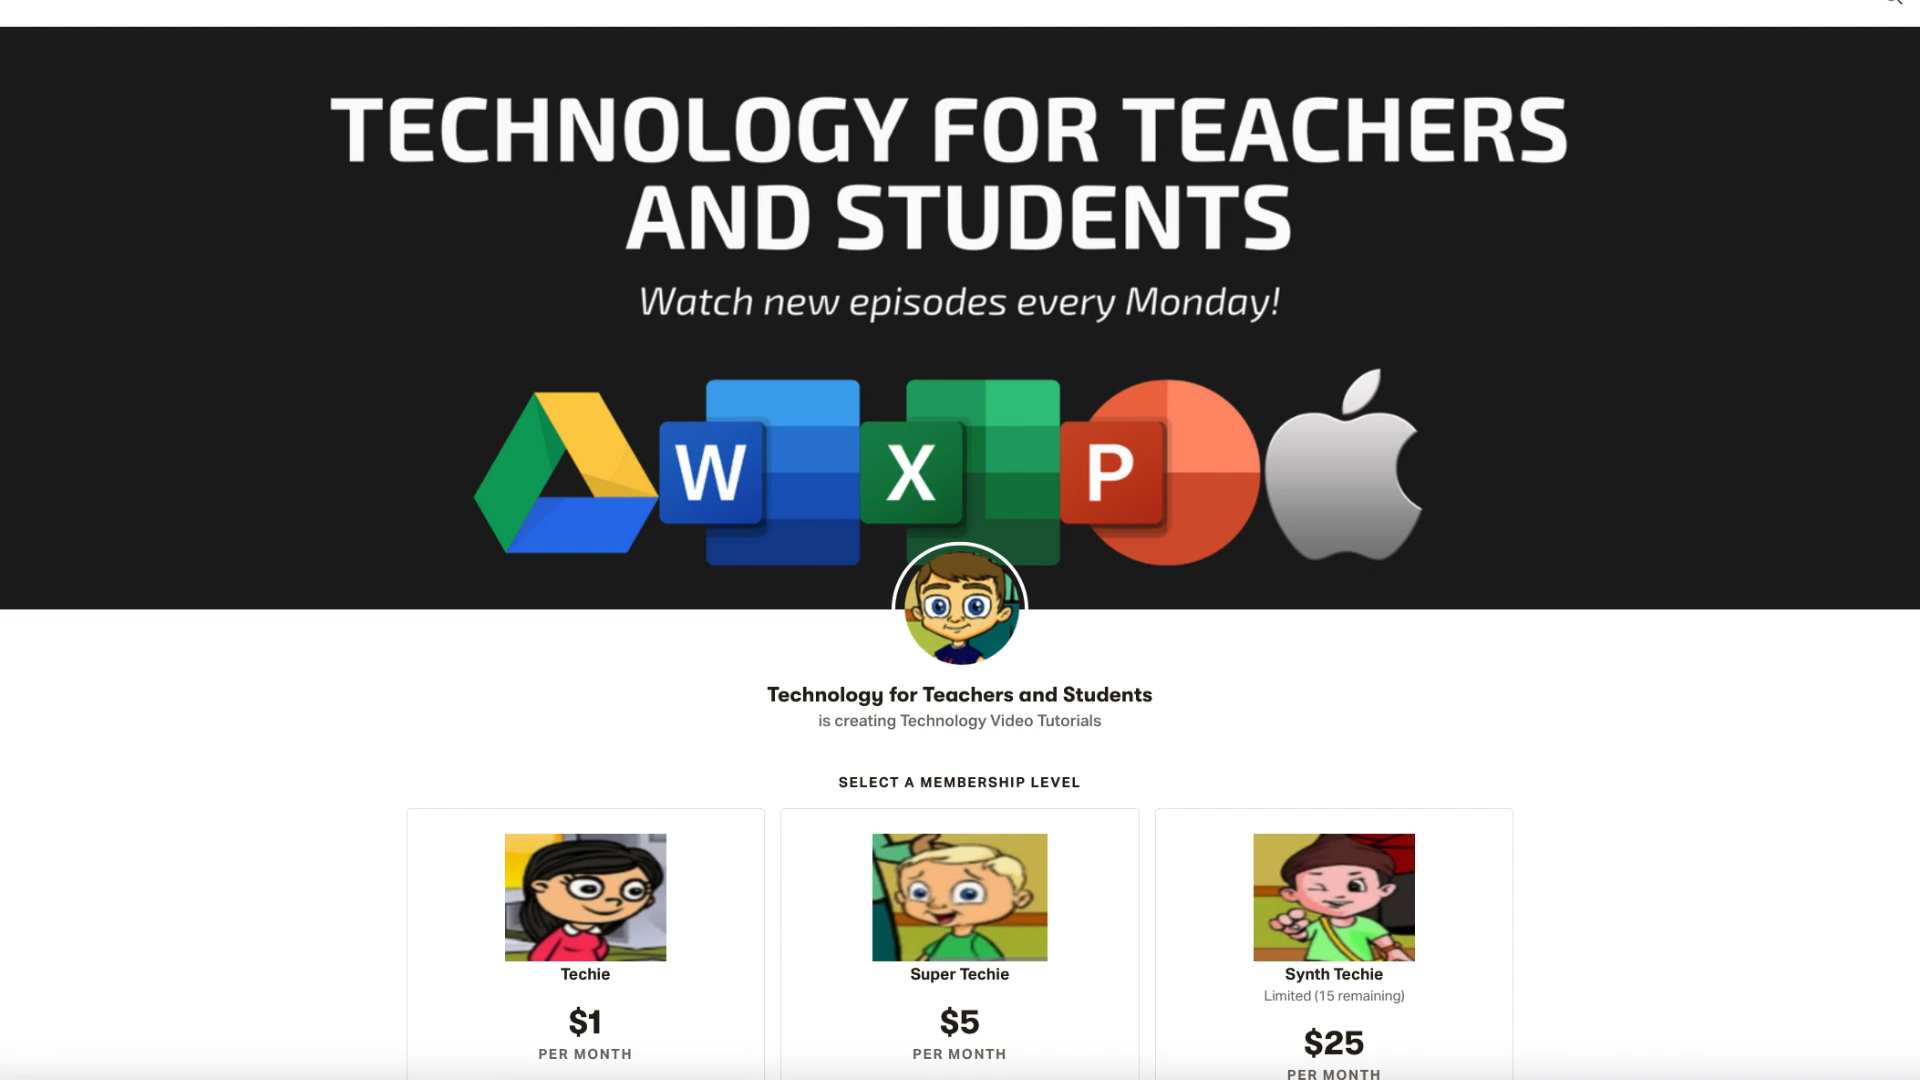 TECHNOLOGY FOR TEACHERS
AND STUDENTS
Watch new episodes every Monday!
W
X
P
Technology for Teachers and Students
is creating Technology Video Tutorials
SELECT A MEMBERSHIP LEVEL
Techie
$1
PER MONTH
Super Techie
$5
PER MONTH
Synth Techie
Limited (15 remaining)
$25
PER MONTH